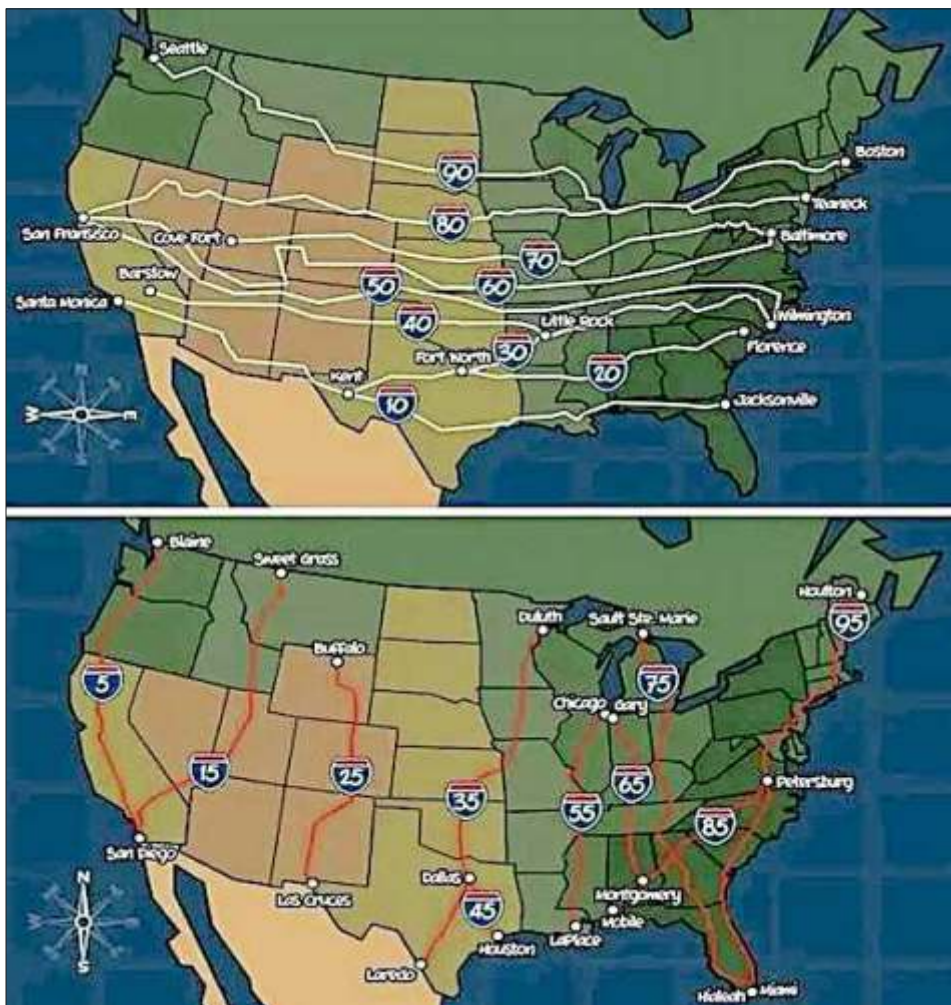 Seattle
90
Boston
Teaneck
80
San Fransisco
Cove Fort
Baltimore
70
Barstow
50
60
Santa Monica
40
Little Rock
Wilmington
Florence
30
Fort North
20
Kent
10
Jacksonville
N
W E
S
Blaine
Sweet Grass
Houlton
95
Duluth
Sault Ste. Marie
Buffalo
5
75
Chicago
Gary
15
25
65
Petersburg
35
55
85
San Diego
Dallas
Montgomery
Las Cruces
45
Mobile
Houston
LaPlace
Laredo
Hialeah
Miami
N
W E
S